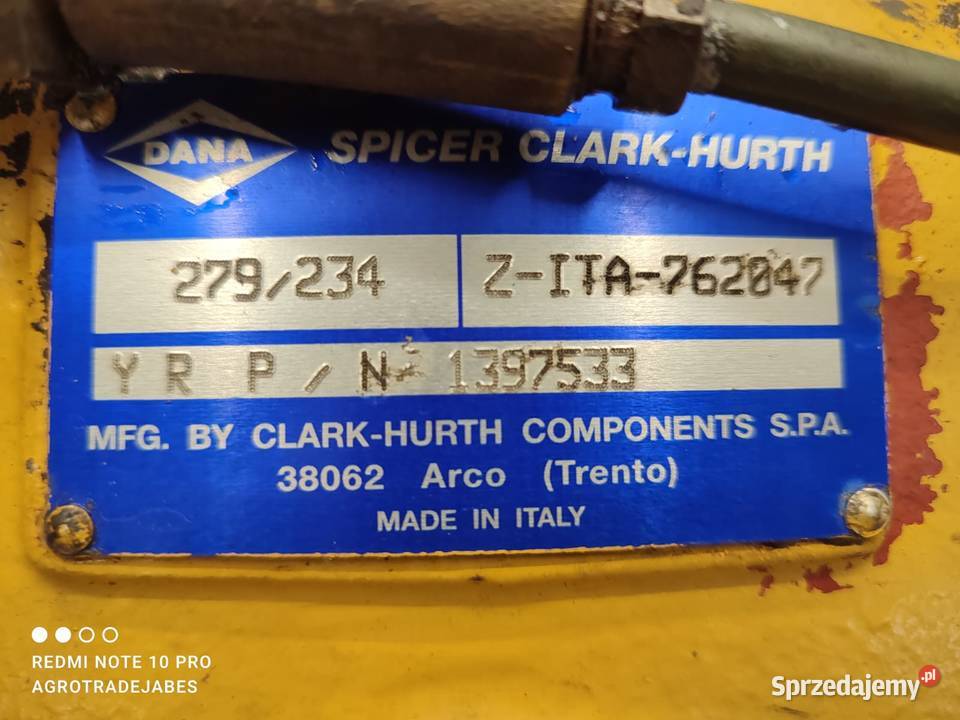 DANA SPICER CLARK-HURTH
279/234 Z-ITA-762047
YR P/Nº 1397533
MFG. BY CLARK-HURTH COMPONENTS S.P.A.
38062 Arco (Trento)
MADE IN ITALY
REDMI NOTE 10 PRO
AGROTRADEJABES
Sprzedajemy.pl